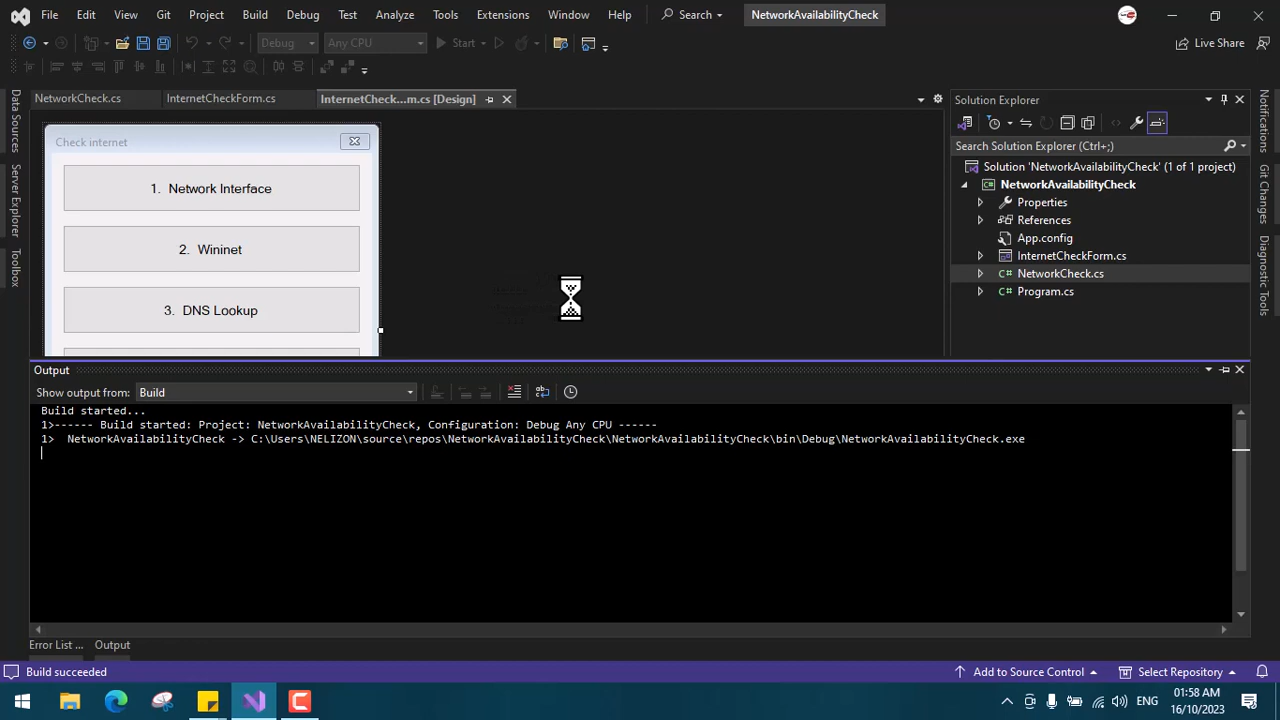 File Edit View Git Project Build Debug Test Analyze Tools Extensions Window Help Search NetworkAvailabilityCheck
Debug Any CPU Start Live Share
NetworkCheck.cs InternetCheckForm.cs InternetCheck...m.cs [Design]
Data Sources
Server Explorer
Toolbox
Check internet
1. Network Interface
2. Wininet
3. DNS Lookup
Solution Explorer
Search Solution Explorer (Ctrl+;)
Solution 'NetworkAvailabilityCheck' (1 of 1 project)
NetworkAvailabilityCheck
Properties
References
App.config
InternetCheckForm.cs
C# NetworkCheck.cs
C# Program.cs
Notifications
Git Changes
Diagnostic Tools
Output
Show output from: Build
Build started...
1>------ Build started: Project: NetworkAvailabilityCheck, Configuration: Debug Any CPU ------
1>  NetworkAvailabilityCheck -> C:\Users\NELIZON\source\repos\NetworkAvailabilityCheck\NetworkAvailabilityCheck\bin\Debug\NetworkAvailabilityCheck.exe
Error List ... Output
Build succeeded Add to Source Control Select Repository
ENG 01:58 AM
16/10/2023